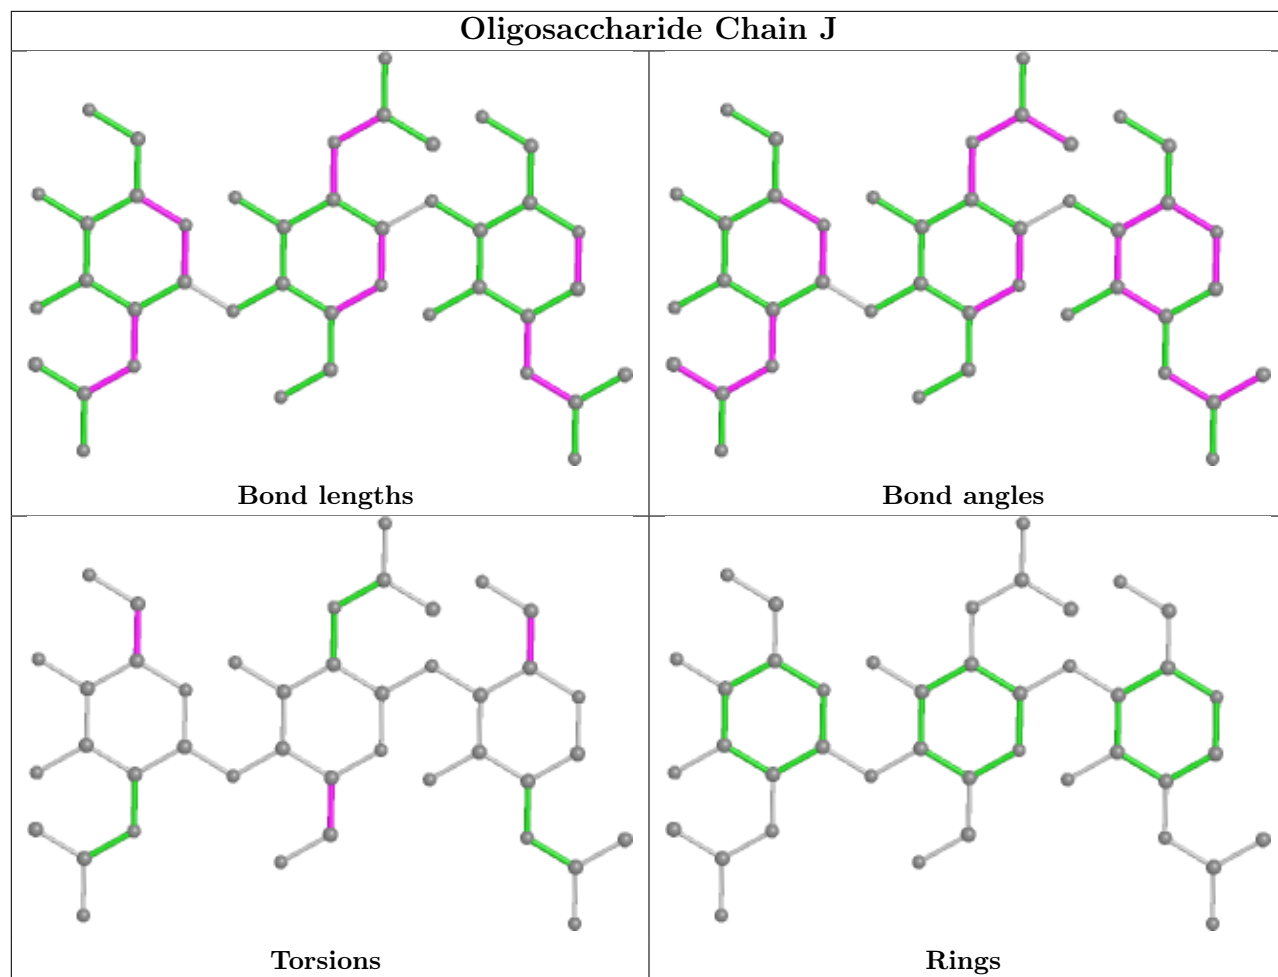 Oligosaccharide Chain J
Bond lengths
Bond angles
Torsions
Rings